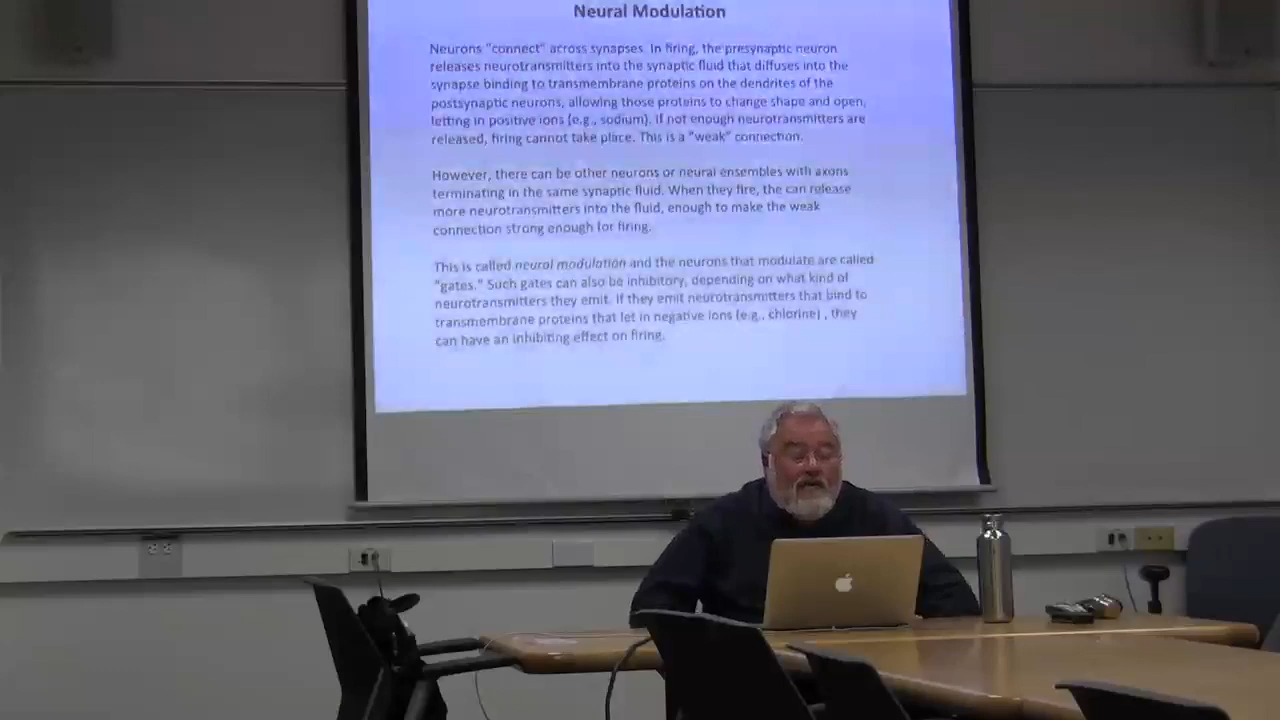 Neural Modulation
Neurons "connect" across synapses. In firing, the presynaptic neuron
releases neurotransmitters into the synaptic fluid that diffuses into the
synapse binding to transmembrane proteins on the dendrites of the
postsynaptic neurons, allowing those proteins to change shape and open,
letting in positive ions (e.g., sodium). If not enough neurotransmitters are
released, firing cannot take place. This is a "weak" connection.
However, there can be other neurons or neural ensembles with axons
terminating in the same synaptic fluid. When they fire, the can release
more neurotransmitters into the fluid, enough to make the weak
connection strong enough for firing.
This is called neural modulation and the neurons that modulate are called
"gates." Such gates can also be inhibitory, depending on what kind of
neurotransmitters they emit. If they emit neurotransmitters that bind to
transmembrane proteins that let in negative ions (e.g., chlorine) , they
can have an inhibiting effect on firing.